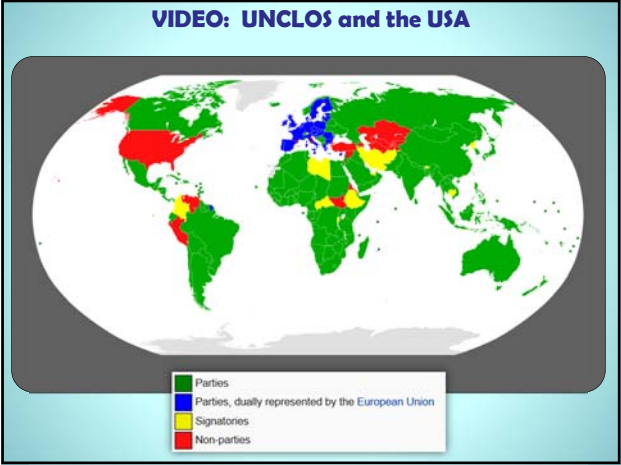 VIDEO: UNCLOS and the USA
Parties
Parties, dually represented by the European Union
Signatories
Non-parties